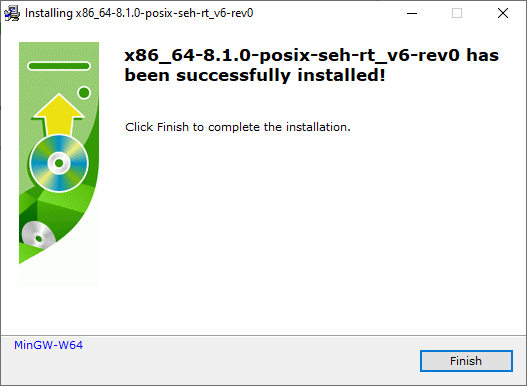 Installing x86_64-8.1.0-posix-seh-rt_v6-rev0
x86_64-8.1.0-posix-seh-rt_v6-rev0 has
been successfully installed!
Click Finish to complete the installation.
MinGW-W64
Finish